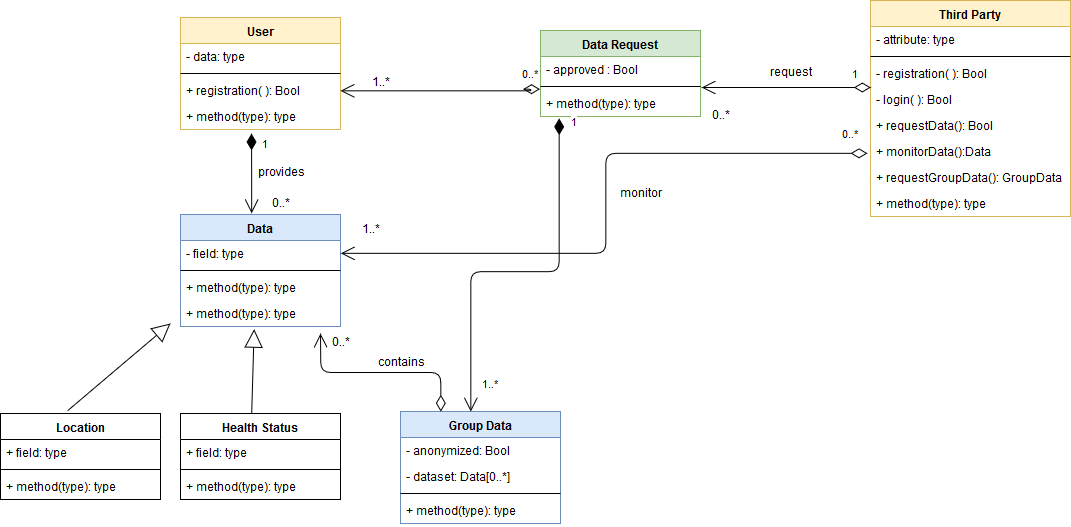 User
- data: type
+ registration( ): Bool
+ method(type): type
1..*
0..*
Data Request
- approved : Bool
+ method(type): type
request
1
0..*
Third Party
- attribute: type
- registration( ): Bool
- login( ): Bool
+ requestData(): Bool
+ monitorData():Data
+ requestGroupData(): GroupData
+ method(type): type
1
provides
0..*
1
0..*
monitor
1..*
Data
- field: type
+ method(type): type
+ method(type): type
0..*
contains
1..*
Location
+ field: type
+ method(type): type
Health Status
+ field: type
+ method(type): type
Group Data
- anonymized: Bool
- dataset: Data[0..*]
+ method(type): type